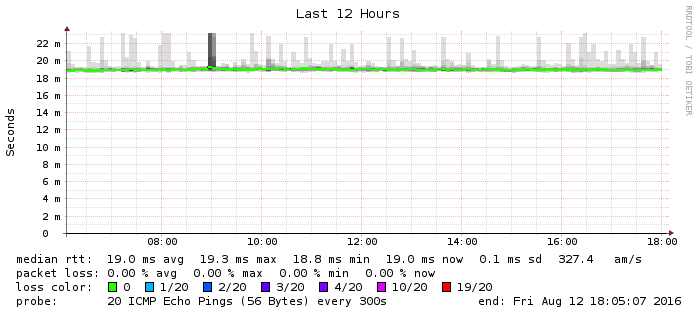 Last 12 Hours
RRDTOOL / TOBI OETIKER
Seconds
22 m
20 m
18 m
16 m
14 m
12 m
10 m
8 m
6 m
4 m
2 m
0
08:00 10:00 12:00 14:00 16:00 18:00
median rtt: 19.0 ms avg 19.3 ms max 18.8 ms min 19.0 ms now 0.1 ms sd 327.4 am/s
packet loss: 0.00 % avg 0.00 % max 0.00 % min 0.00 % now
loss color: 0 1/20 2/20 3/20 4/20 10/20 19/20
probe: 20 ICMP Echo Pings (56 Bytes) every 300s end: Fri Aug 12 18:05:07 2016